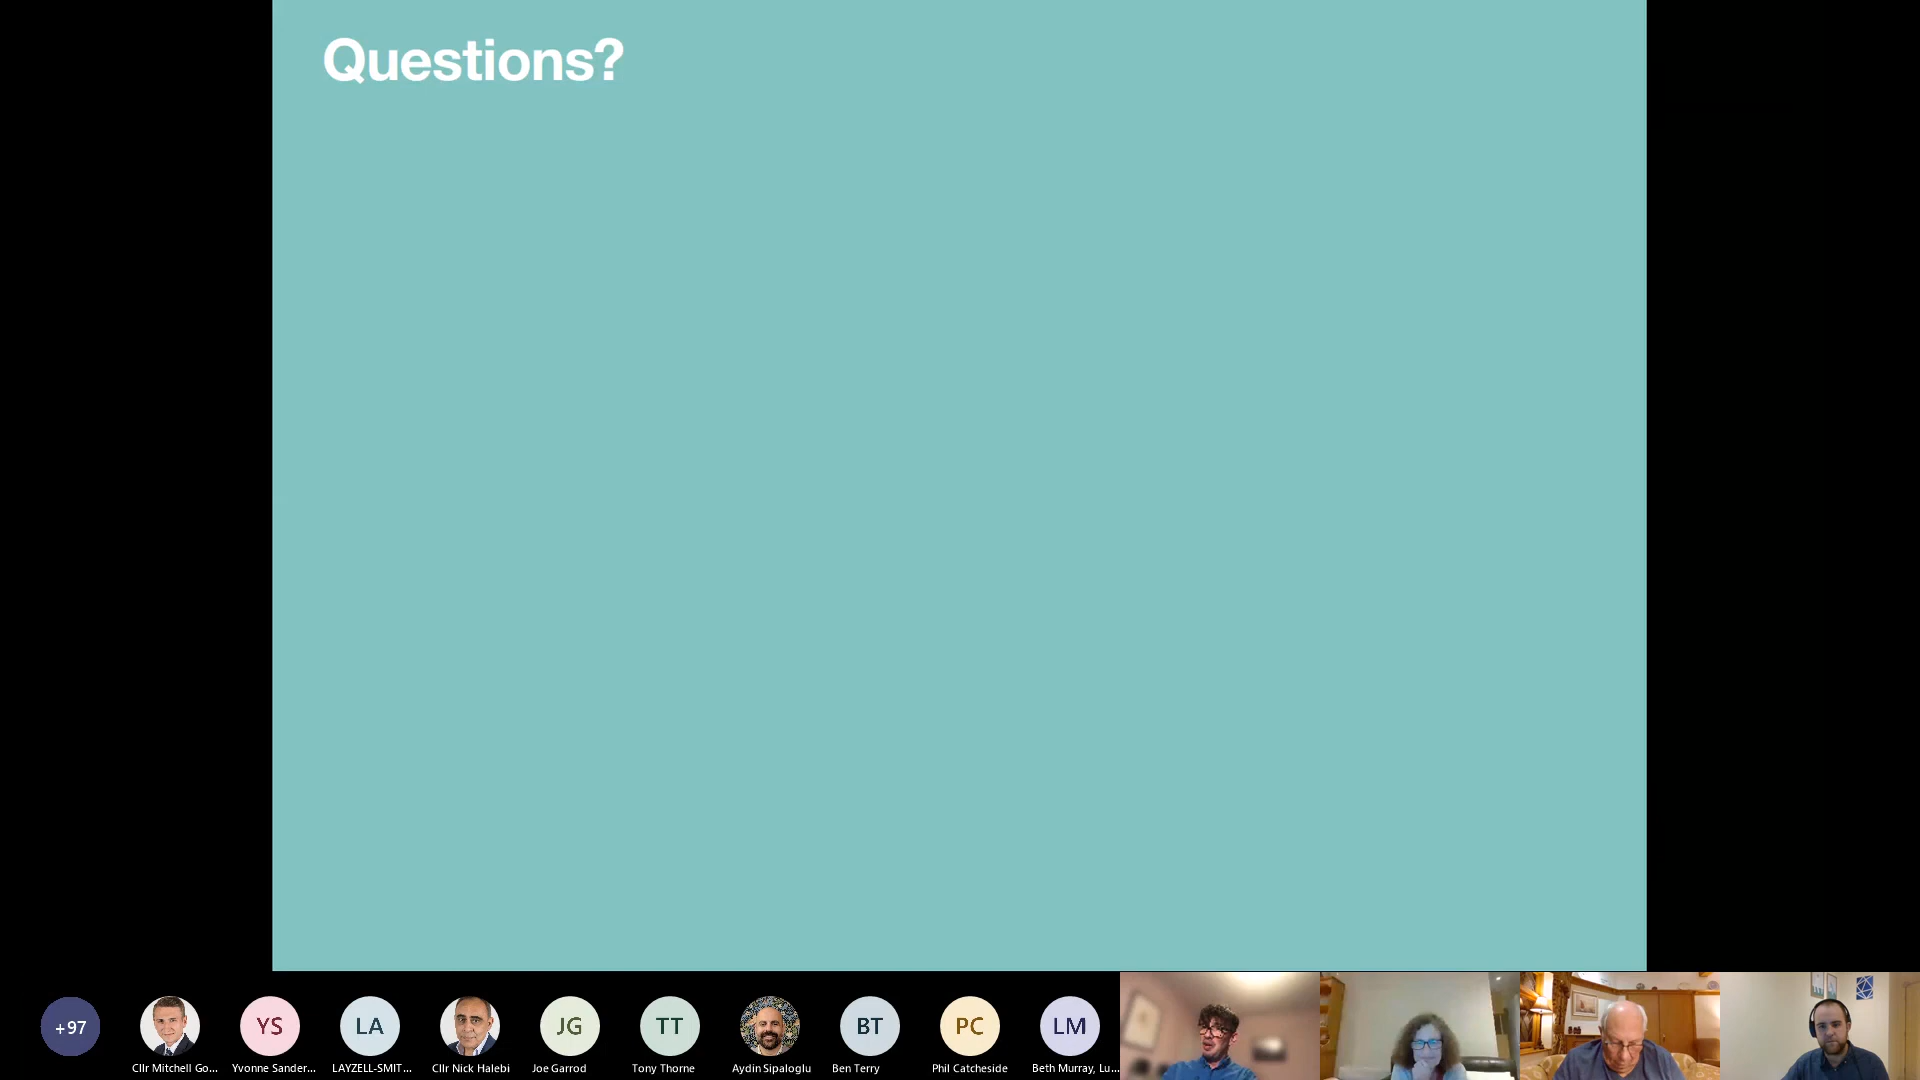 Questions?
+97
YS
LA
JG
TT
BT
PC
LM
Cllr Mitchell Go...
Yvonne Sander...
LAYZELL-SMIT...
Cllr Nick Halebi
Joe Garrod
Tony Thorne
Aydin Sipaloglu
Ben Terry
Phil Catcheside
Beth Murray, Lu...